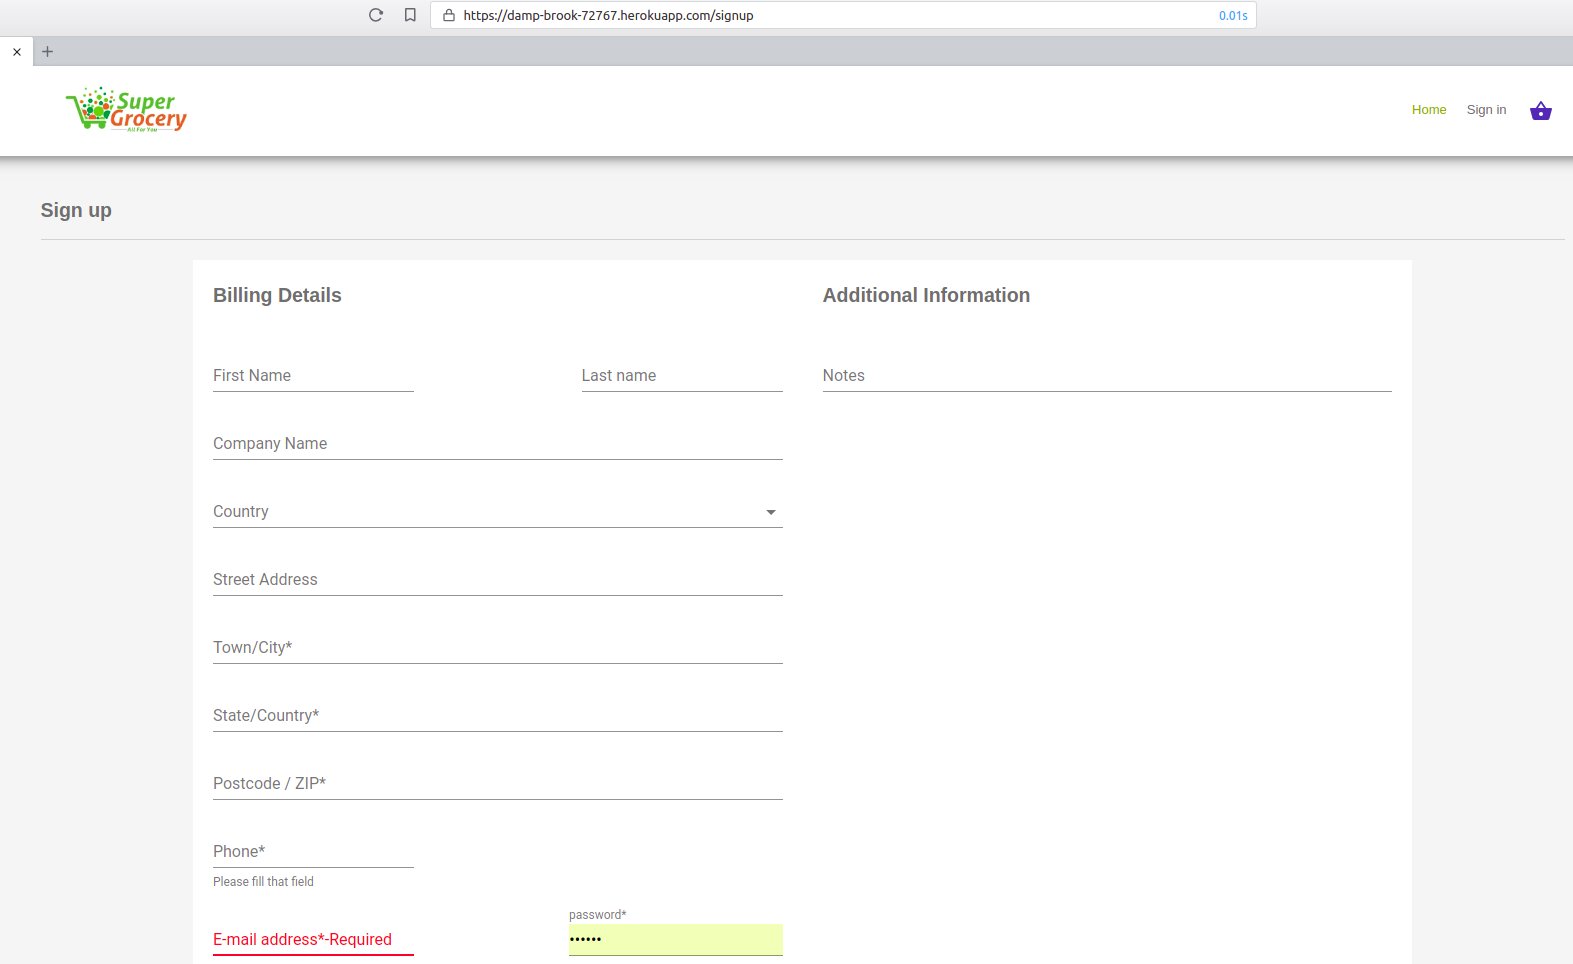 https://damp-brook-72767.herokuapp.com/signup 0.01s
Super
Grocery
All For You
Home Sign in
Sign up
Billing Details
Additional Information
First Name Last name
Notes
Company Name
Country
Street Address
Town/City*
State/Country*
Postcode / ZIP*
Phone*
Please fill that field
password*
E-mail address*-Required ••••••